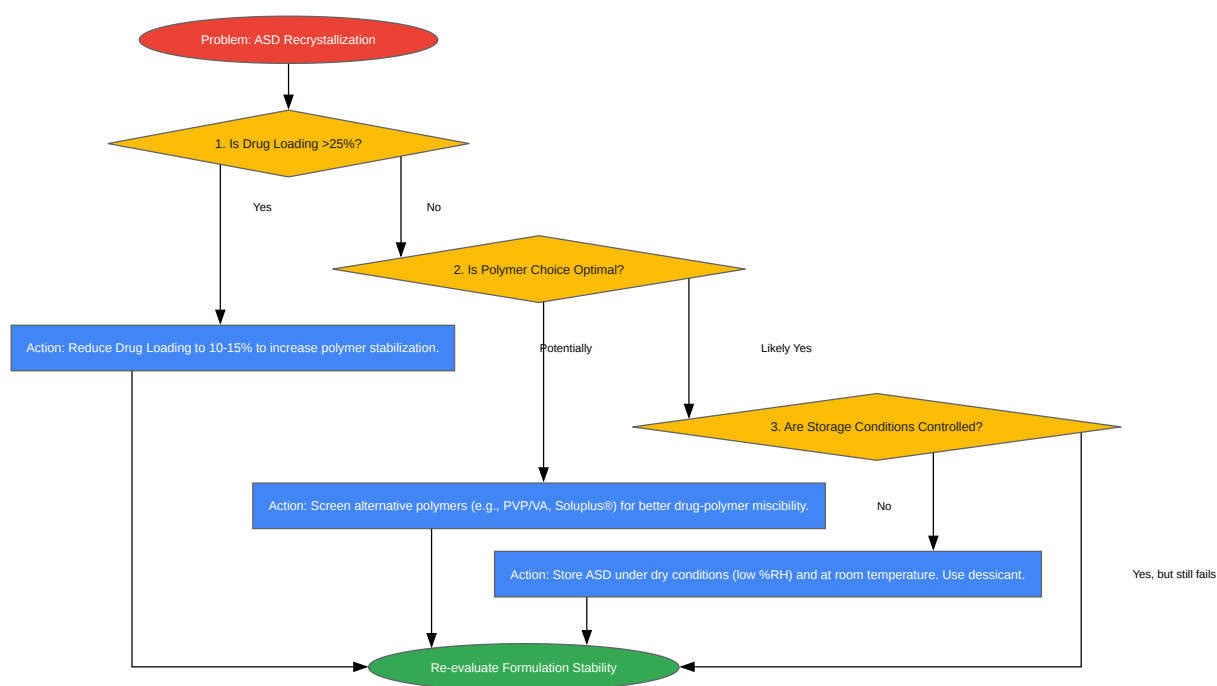 Problem: ASD Recrystallization
1. Is Drug Loading >25%?
Yes
No
2. Is Polymer Choice Optimal?
Action: Reduce Drug Loading to 10-15% to increase polymer stabilization.
Potentially
Likely Yes
3. Are Storage Conditions Controlled?
Action: Screen alternative polymers (e.g., PVP/VA, Soluplus®) for better drug-polymer miscibility.
No
Action: Store ASD under dry conditions (low %RH) and at room temperature. Use dessicant.
Yes, but still fails
Re-evaluate Formulation Stability